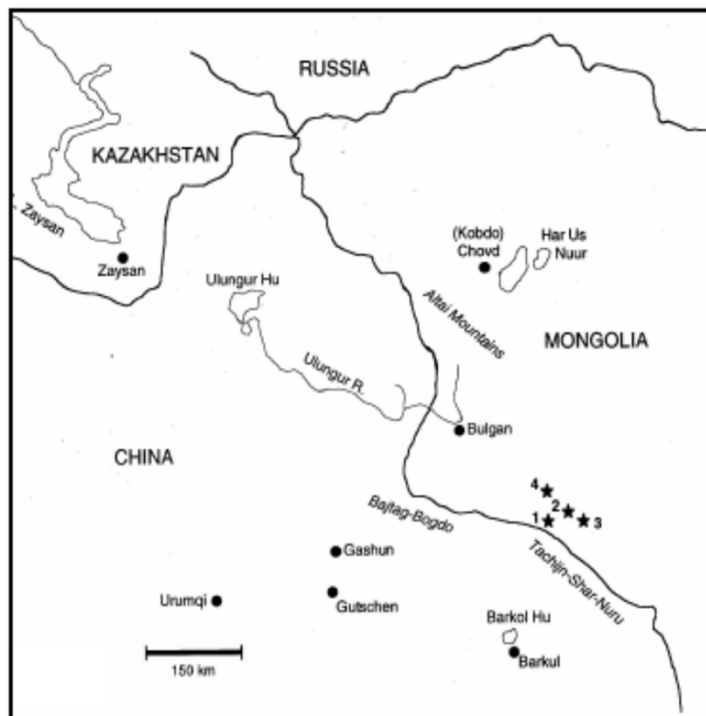 RUSSIA
KAZAKHSTAN
Zaysan
Zaysan
(Kobdo)
Chovd
Har Us
Nuur
Ulungur Hu
Altai Mountains
MONGOLIA
Ulungur R.
Bulgan
CHINA
4
2
1
3
Bajtag-Bogdo
Tachijn-Shar-Nuru
Gashun
Gutschen
Urumqi
Barkol Hu
Barkul
150 km